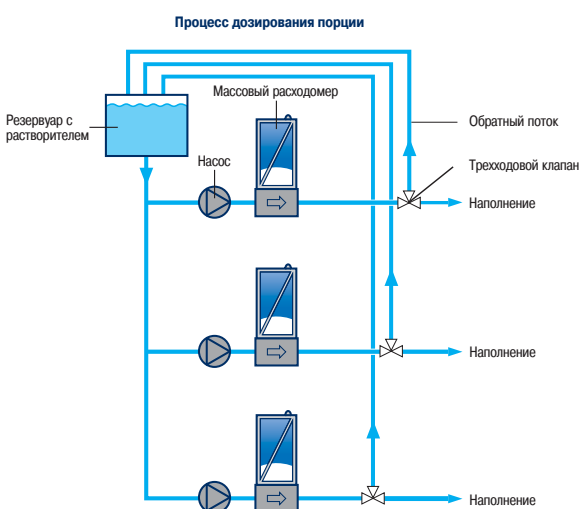 Процесс дозирования порции
Массовый расходомер
Резервуар с
растворителем
Обратный поток
Насос
Трехходовой клапан
Наполнение
Наполнение
Наполнение